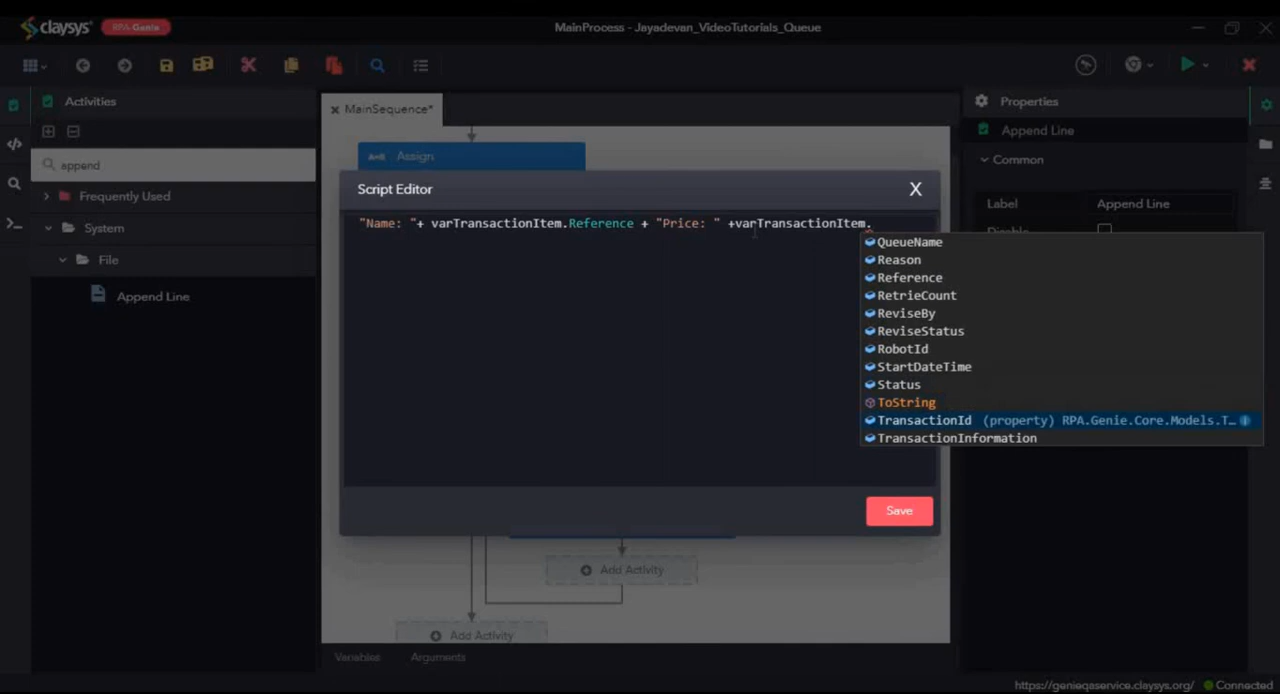 claysys RPA-Genie
MainProcess - Jayadevan_VideoTutorials_Queue
Activities
append
Frequently Used
System
File
Append Line
MainSequence*
Assign
Script Editor
X
"Name: "+ varTransactionItem.Reference + "Price: " +varTransactionItem.
QueueName
Reason
Reference
RetrieCount
ReviseBy
ReviseStatus
RobotId
StartDateTime
Status
ToString
TransactionId (property) RPA.Genie.Core.Models.T…
TransactionInformation
Save
Add Activity
Add Activity
Variables Arguments
Properties
Append Line
Common
Label Append Line
Disable
https://genieqaservice.claysys.org/ Connected